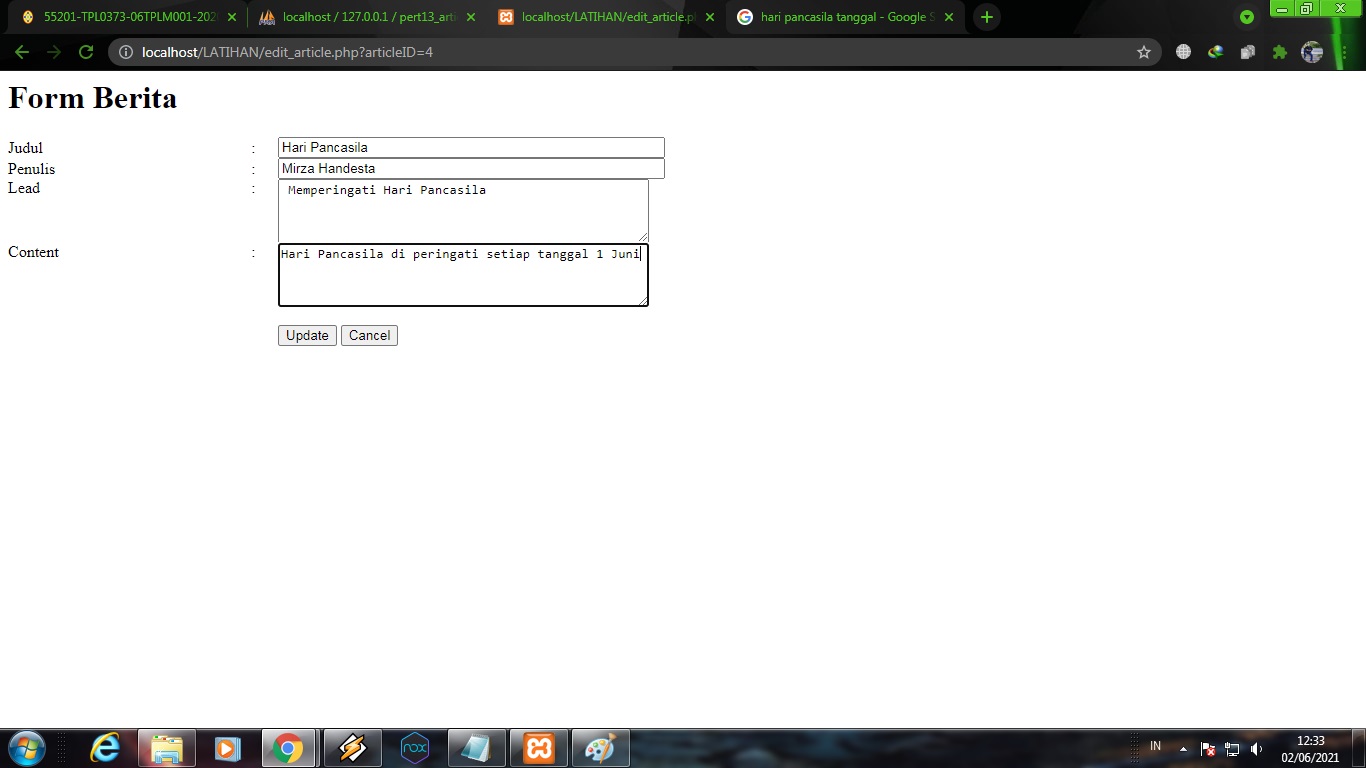 55201-TPL0373-06TPLM001-202
localhost / 127.0.0.1 / pert13_arti
localhost/LATIHAN/edit_article.p
hari pancasila tanggal - Google S
localhost/LATIHAN/edit_article.php?articleID=4
Form Berita
Judul : Hari Pancasila
Penulis : Mirza Handesta
Lead : Memperingati Hari Pancasila
Content : Hari Pancasila di peringati setiap tanggal 1 Juni
Update Cancel
nox
IN
12:33
02/06/2021